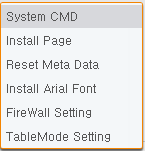 System CMD
Install Page
Reset Meta Data
Install Arial Font
FireWall Setting
TableMode Setting